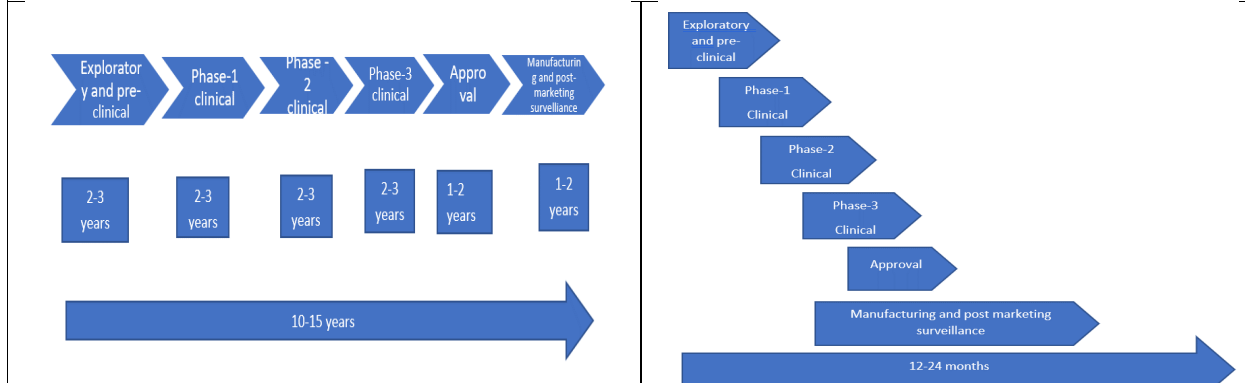 Explorator
y and pre-
clinical
Phase-1
clinical
Phase -
2
clinical
Phase-3
clinical
Appro
val
Manufacturin
g and post-
marketing
survelliance
2-3
years
2-3
years
2-3
years
2-3
years
1-2
years
1-2
years
10-15 years
Exploratory
and pre-
clinical
Phase-1
Clinical
Phase-2
Clinical
Phase-3
Clinical
Approval
Manufacturing and post marketing
surveillance
12-24 months